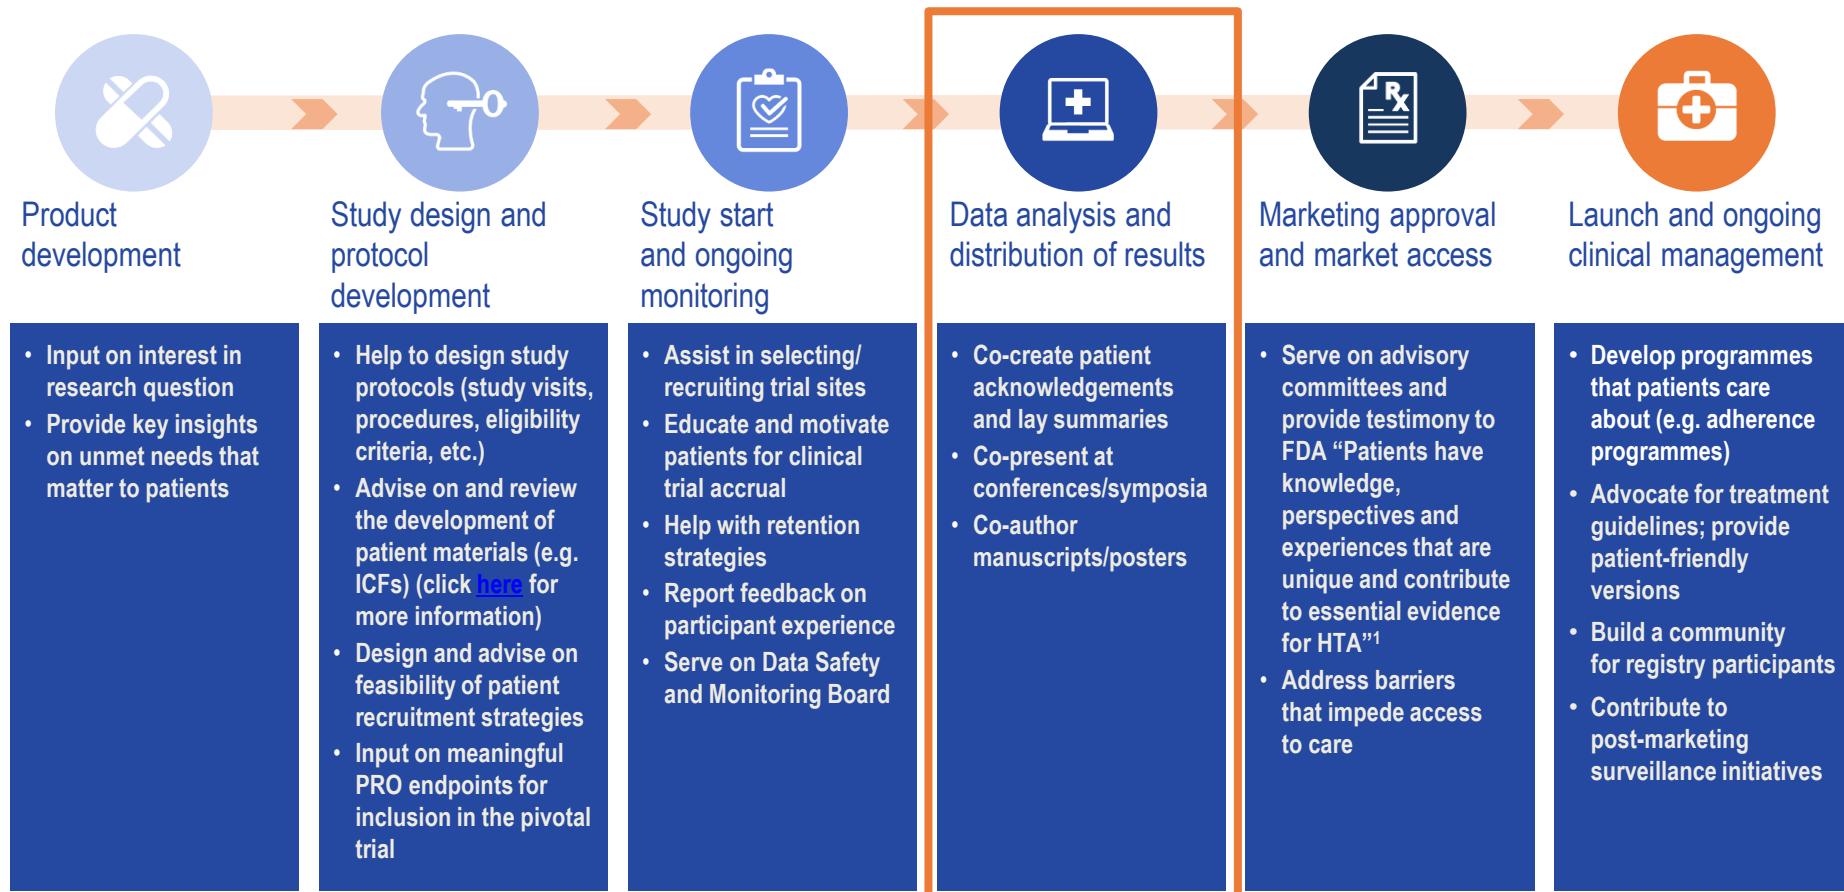 Product
development
Study design and
protocol
development
Study start
and ongoing
monitoring
Data analysis and
distribution of results
Rx
Marketing approval
and market access
Launch and ongoing
clinical management
• Input on interest in
research question
• Provide key insights
on unmet needs that
matter to patients
• Help to design study
protocols (study visits,
procedures, eligibility
criteria, etc.)
• Advise on and review
the development of
patient materials (e.g.
ICFs) (click here for
more information)
• Design and advise on
feasibility of patient
recruitment strategies
• Input on meaningful
PRO endpoints for
inclusion in the pivotal
trial
• Assist in selecting/
recruiting trial sites
• Educate and motivate
patients for clinical
trial accrual
• Help with retention
strategies
• Report feedback on
participant experience
• Serve on Data Safety
and Monitoring Board
• Co-create patient
acknowledgements
and lay summaries
• Co-present at
conferences/symposia
• Co-author
manuscripts/posters
• Serve on advisory
committees and
provide testimony to
FDA “Patients have
knowledge,
perspectives and
experiences that are
unique and contribute
to essential evidence
for HTA”¹
• Address barriers
that impede access
to care
• Develop programmes
that patients care
about (e.g. adherence
programmes)
• Advocate for treatment
guidelines; provide
patient-friendly
versions
• Build a community
for registry participants
• Contribute to
post-marketing
surveillance initiatives